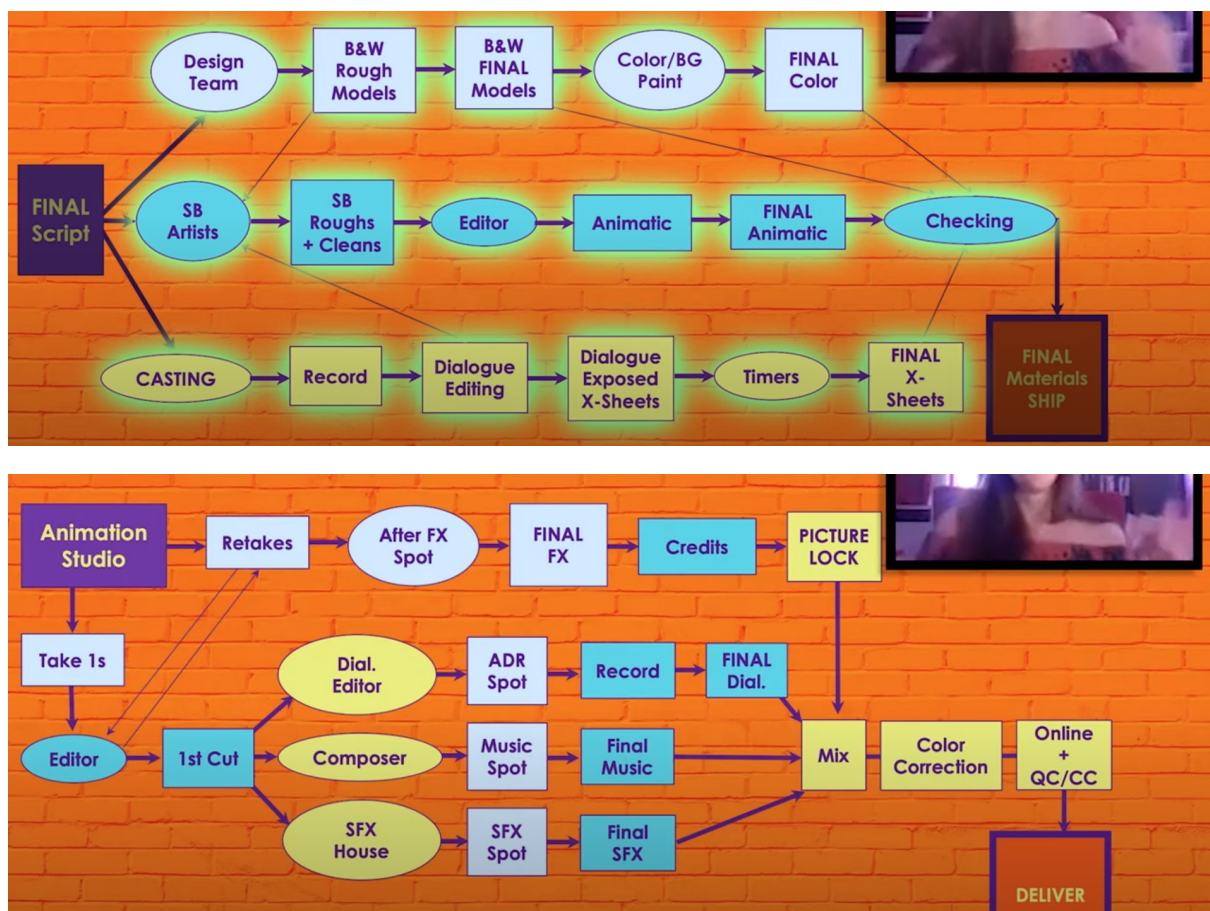 Design
Team
B&W
Rough
Models
B&W
FINAL
Models
Color/BG
Paint
FINAL
Color
FINAL
Script
SB
Artists
SB
Roughs
+ Cleans
Editor
Animatic
FINAL
Animatic
Checking
CASTING
Record
Dialogue
Editing
Dialogue
Exposed
X-Sheets
Timers
FINAL
X-
Sheets
FINAL
Materials
SHIP
Animation
Studio
Retakes
After FX
Spot
FINAL
FX
Credits
PICTURE
LOCK
Take 1s
Dial.
Editor
ADR
Spot
Record
FINAL
Dial.
Editor
1st Cut
Composer
Music
Spot
Final
Music
Mix
Color
Correction
Online
+
QC/CC
SFX
House
SFX
Spot
Final
SFX
DELIVER